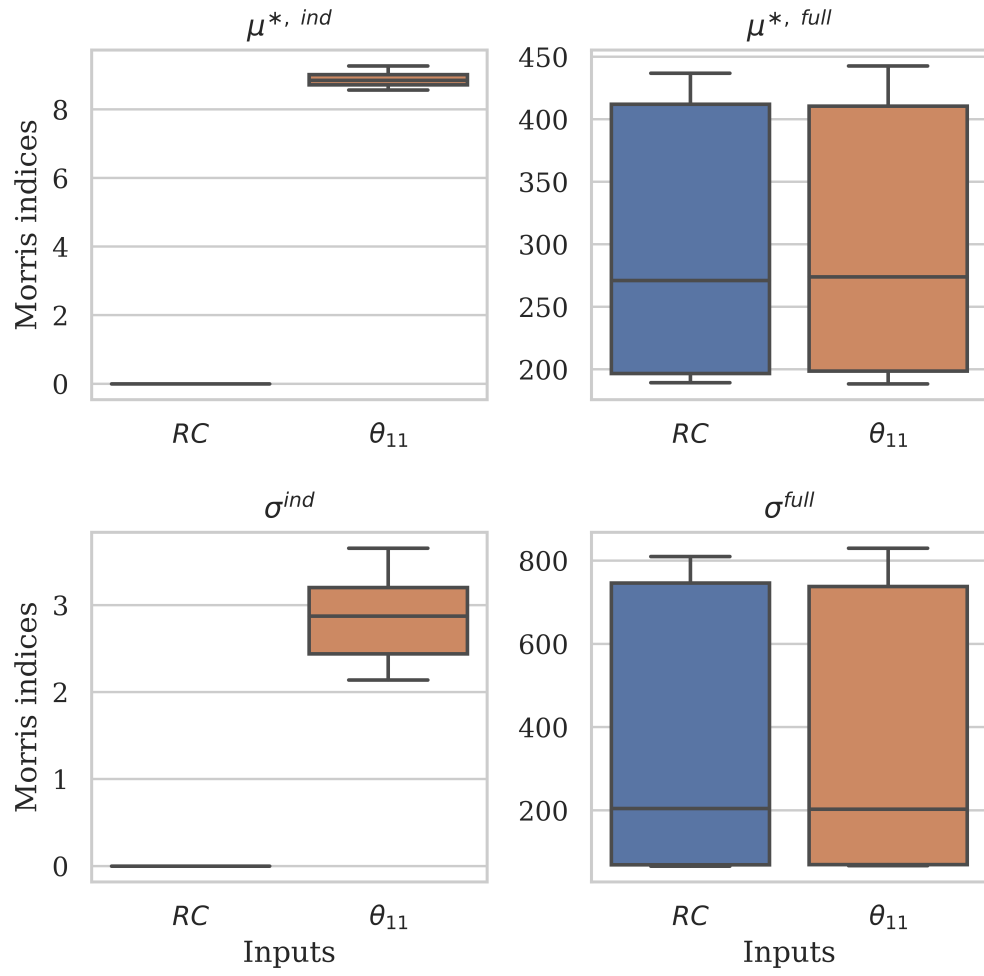 μ*, ind
μ*, full
Morris indices
8
6
4
2
0
450
400
350
300
250
200
RC
θ11
RC
θ11
σind
σfull
Morris indices
3
2
1
0
800
600
400
200
RC
θ11
RC
θ11
Inputs
Inputs